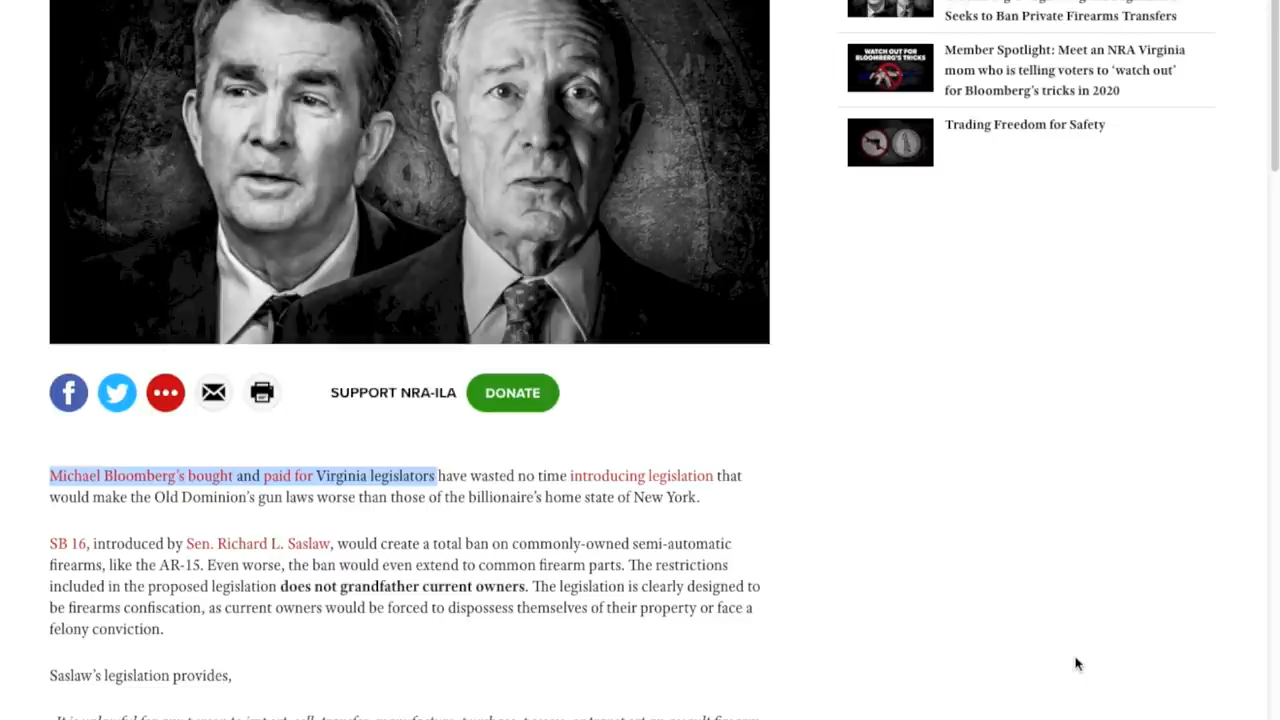 Seeks to Ban Private Firearms Transfers
WATCH OUT FOR
BLOOMBERG'S TRICKS
Member Spotlight: Meet an NRA Virginia
mom who is telling voters to ‘watch out’
for Bloomberg’s tricks in 2020
Trading Freedom for Safety
SUPPORT NRA-ILA
DONATE
Michael Bloomberg’s bought and paid for Virginia legislators have wasted no time introducing legislation that
would make the Old Dominion’s gun laws worse than those of the billionaire’s home state of New York.
SB 16, introduced by Sen. Richard L. Saslaw, would create a total ban on commonly-owned semi-automatic
firearms, like the AR-15. Even worse, the ban would even extend to common firearm parts. The restrictions
included in the proposed legislation does not grandfather current owners. The legislation is clearly designed to
be firearms confiscation, as current owners would be forced to dispossess themselves of their property or face a
felony conviction.
Saslaw’s legislation provides,